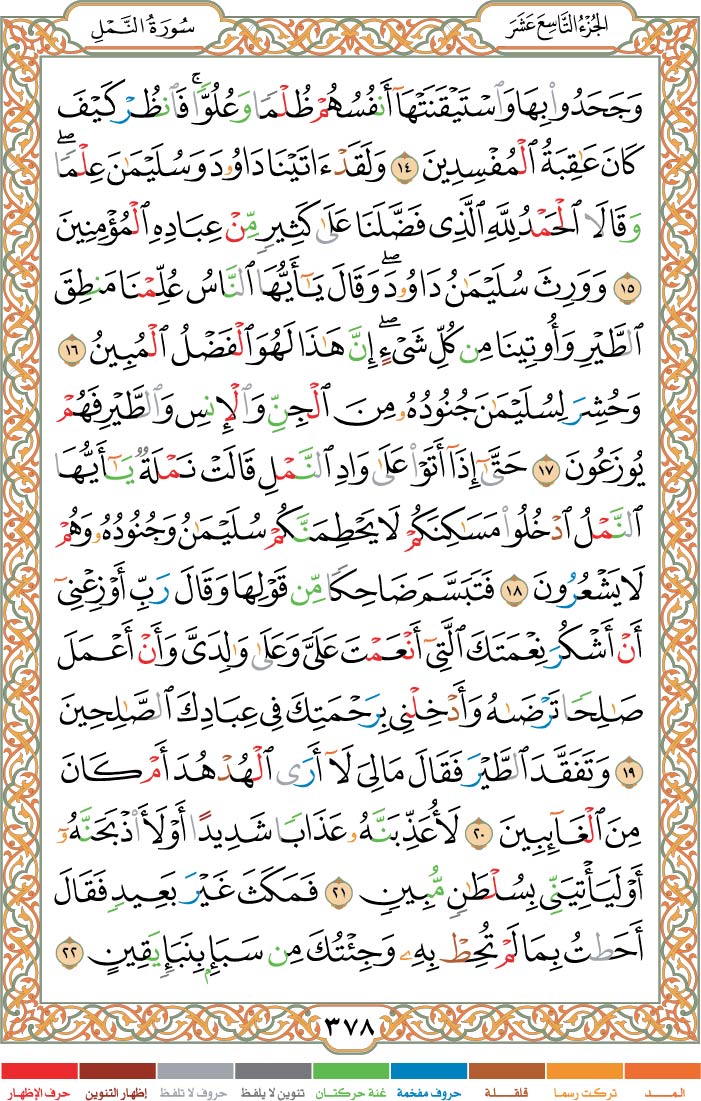 الجُزْءُ التَّاسِعَ عَشَرَ
سُورَةُ النَّمْلِ
وَجَحَدُوا۟ بِهَا وَٱسْتَيْقَنَتْهَآ أَنفُسُهُمْ ظُلْمًا وَعُلُوًّا ۚ فَٱنظُرْ كَيْفَ
كَانَ عَـٰقِبَةُ ٱلْمُفْسِدِينَ ١٤ وَلَقَدْ ءَاتَيْنَا دَاوُۥدَ وَسُلَيْمَـٰنَ عِلْمًا ۖ
وَقَالَا ٱلْحَمْدُ لِلَّهِ ٱلَّذِى فَضَّلَنَا عَلَىٰ كَثِيرٍ مِّنْ عِبَادِهِ ٱلْمُؤْمِنِينَ
١٥ وَوَرِثَ سُلَيْمَـٰنُ دَاوُۥدَ ۖ وَقَالَ يَـٰٓأَيُّهَا ٱلنَّاسُ عُلِّمْنَا مَنطِقَ
ٱلطَّيْرِ وَأُوتِينَا مِن كُلِّ شَىْءٍ ۖ إِنَّ هَـٰذَا لَهُوَ ٱلْفَضْلُ ٱلْمُبِينُ ١٦
وَحُشِرَ لِسُلَيْمَـٰنَ جُنُودُهُۥ مِنَ ٱلْجِنِّ وَٱلْإِنسِ وَٱلطَّيْرِ فَهُمْ
يُوزَعُونَ ١٧ حَتَّىٰٓ إِذَآ أَتَوْا۟ عَلَىٰ وَادِ ٱلنَّمْلِ قَالَتْ نَمْلَةٌ يَـٰٓأَيُّهَا
ٱلنَّمْلُ ٱدْخُلُوا۟ مَسَـٰكِنَكُمْ لَا يَحْطِمَنَّكُمْ سُلَيْمَـٰنُ وَجُنُودُهُۥ وَهُمْ
لَا يَشْعُرُونَ ١٨ فَتَبَسَّمَ ضَاحِكًا مِّن قَوْلِهَا وَقَالَ رَبِّ أَوْزِعْنِىٓ
أَنْ أَشْكُرَ نِعْمَتَكَ ٱلَّتِىٓ أَنْعَمْتَ عَلَىَّ وَعَلَىٰ وَٰلِدَىَّ وَأَنْ أَعْمَلَ
صَـٰلِحًا تَرْضَىٰهُ وَأَدْخِلْنِى بِرَحْمَتِكَ فِى عِبَادِكَ ٱلصَّـٰلِحِينَ
١٩ وَتَفَقَّدَ ٱلطَّيْرَ فَقَالَ مَا لِىَ لَآ أَرَى ٱلْهُدْهُدَ أَمْ كَانَ
مِنَ ٱلْغَآئِبِينَ ٢٠ لَأُعَذِّبَنَّهُۥ عَذَابًا شَدِيدًا أَوْ لَأَا۟ذْبَحَنَّهُۥٓ
أَوْ لَيَأْتِيَنِّى بِسُلْطَـٰنٍ مُّبِينٍ ٢١ فَمَكَثَ غَيْرَ بَعِيدٍ فَقَالَ
أَحَطتُ بِمَا لَمْ تُحِطْ بِهِۦ وَجِئْتُكَ مِن سَبَإٍۭ بِنَبَإٍ يَقِينٍ ٢٢
٣٧٨
المــد تركت رسما قلقـلة حروف مفخمة غنة حركتان تنوين لا يلفظ حروف لا تلفظ إظهار التنوين حرف الإظهار